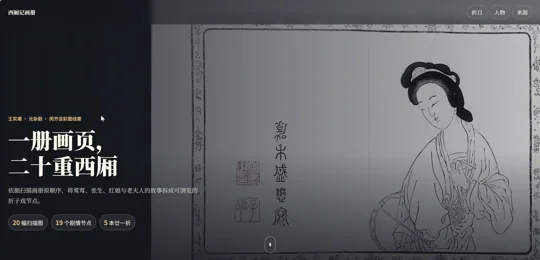 西厢记画册
折目
人物
来源
王实甫 · 元杂剧 · 闵齐伋彩图线索
一册画页,
二十重西厢
依据扫描画册原顺序,将莺莺、张生、红娘与老夫人的故事拆成可浏览的
折子戏节点。
20 幅扫描图
19 个剧情节点
5 本廿一折